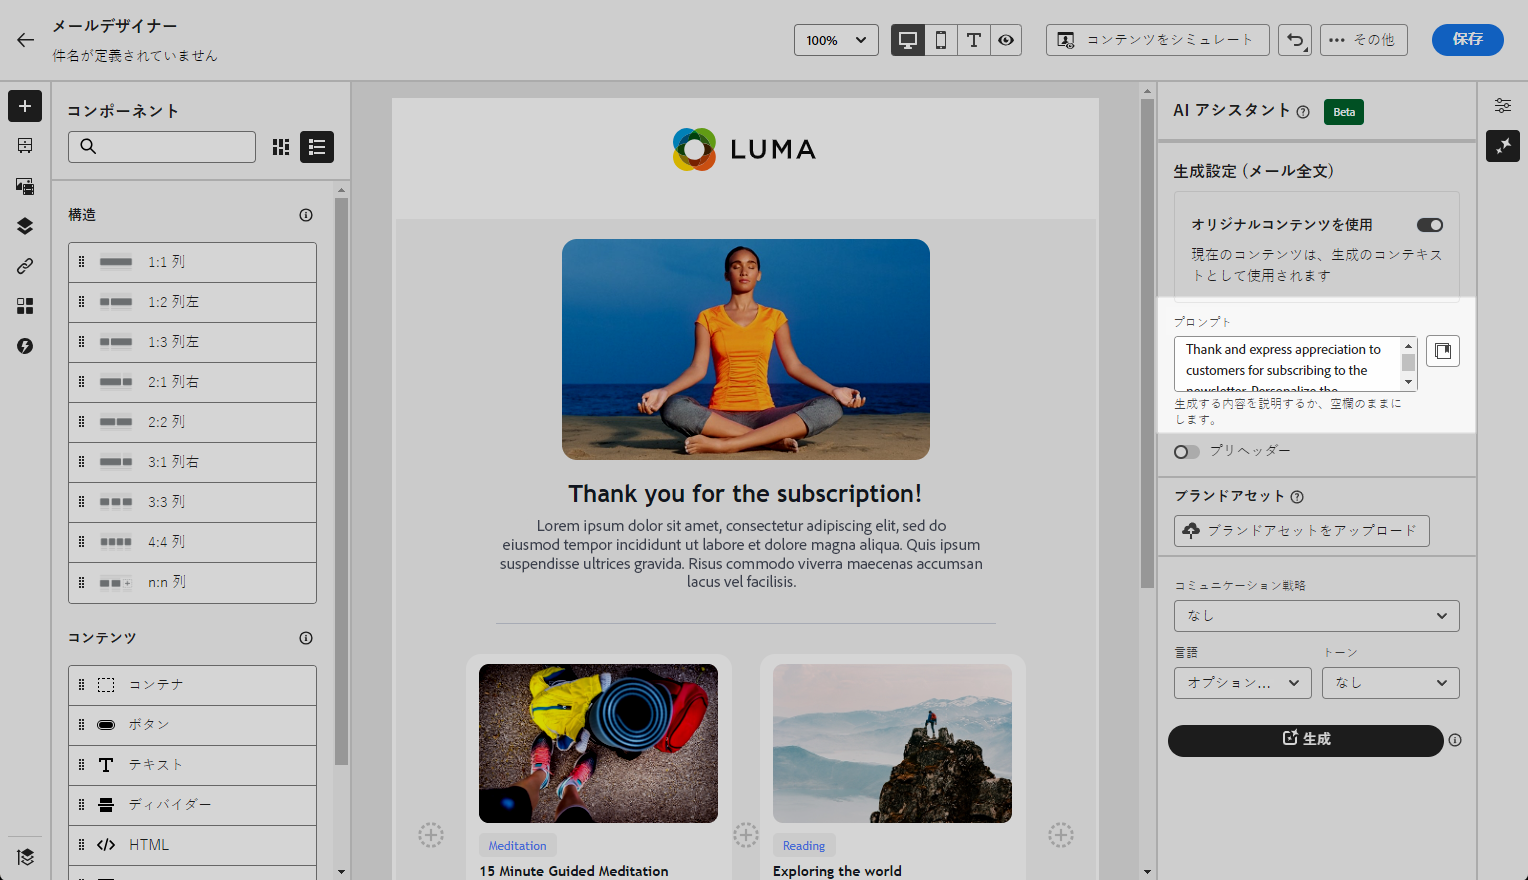 メールデザイナー
件名が定義されていません
100%
コンテンツをシミュレート
その他
保存
コンポーネント
構造
1:1 列
1:2 列左
1:3 列左
2:1 列右
2:2 列
3:1 列右
3:3 列
4:4 列
n:n 列
コンテンツ
コンテナ
ボタン
テキスト
ディバイダー
HTML
LUMA
Thank you for the subscription!
Lorem ipsum dolor sit amet, consectetur adipiscing elit, sed do
eiusmod tempor incididunt ut labore et dolore magna aliqua. Quis ipsum
suspendisse ultrices gravida. Risus commodo viverra maecenas accumsan
lacus vel facilisis.
Meditation
15 Minute Guided Meditation
Reading
Exploring the world
AI アシスタント
Beta
生成設定 (メール全文)
オリジナルコンテンツを使用
現在のコンテンツは、生成のコンテキス
トとして使用されます
プロンプト
Thank and express appreciation to
customers for subscribing to the
newsletter. Personalize the
生成する内容を説明するか、空欄のままに
します。
プリヘッダー
ブランドアセット
ブランドアセットをアップロード
コミュニケーション戦略
なし
言語
トーン
オプション...
なし
生成